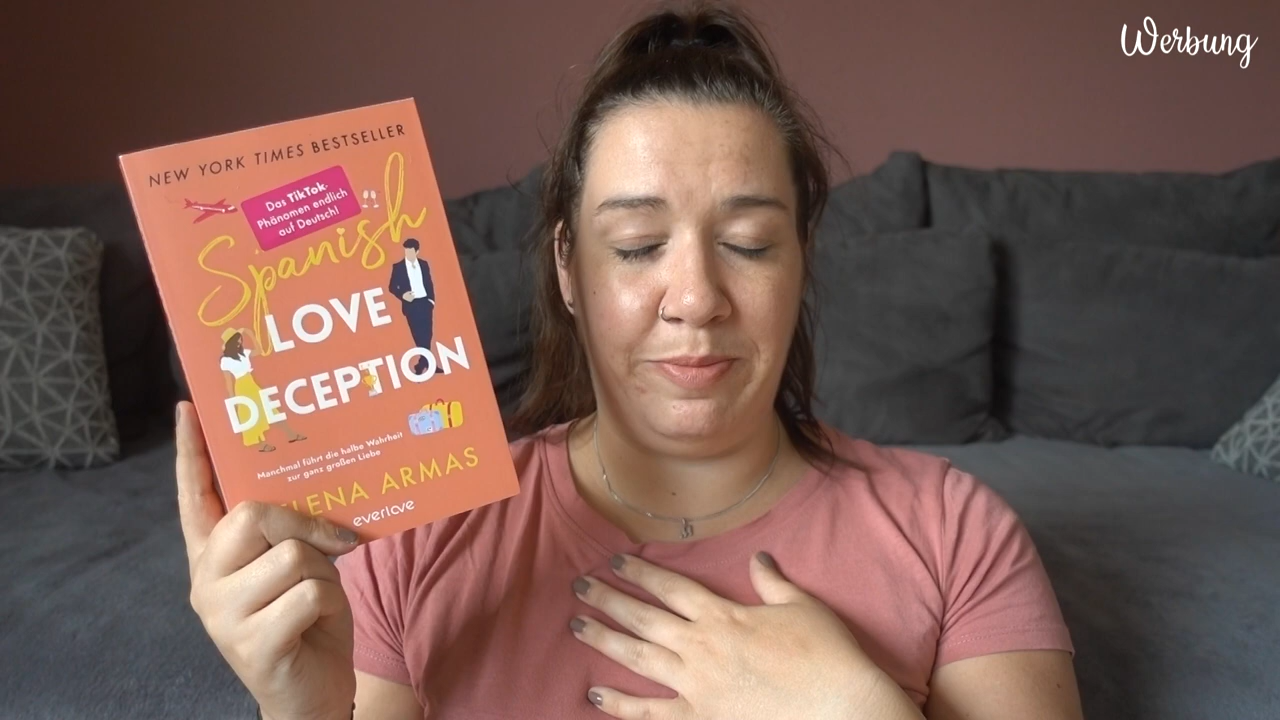 Werbung
NEW YORK TIMES BESTSELLER
Das TikTok-
Phänomen endlich
auf Deutsch!
Spanish
LOVE
DECEPTION
Manchmal führt die halbe Wahrheit
zur ganz großen Liebe
ELENA ARMAS
everlove